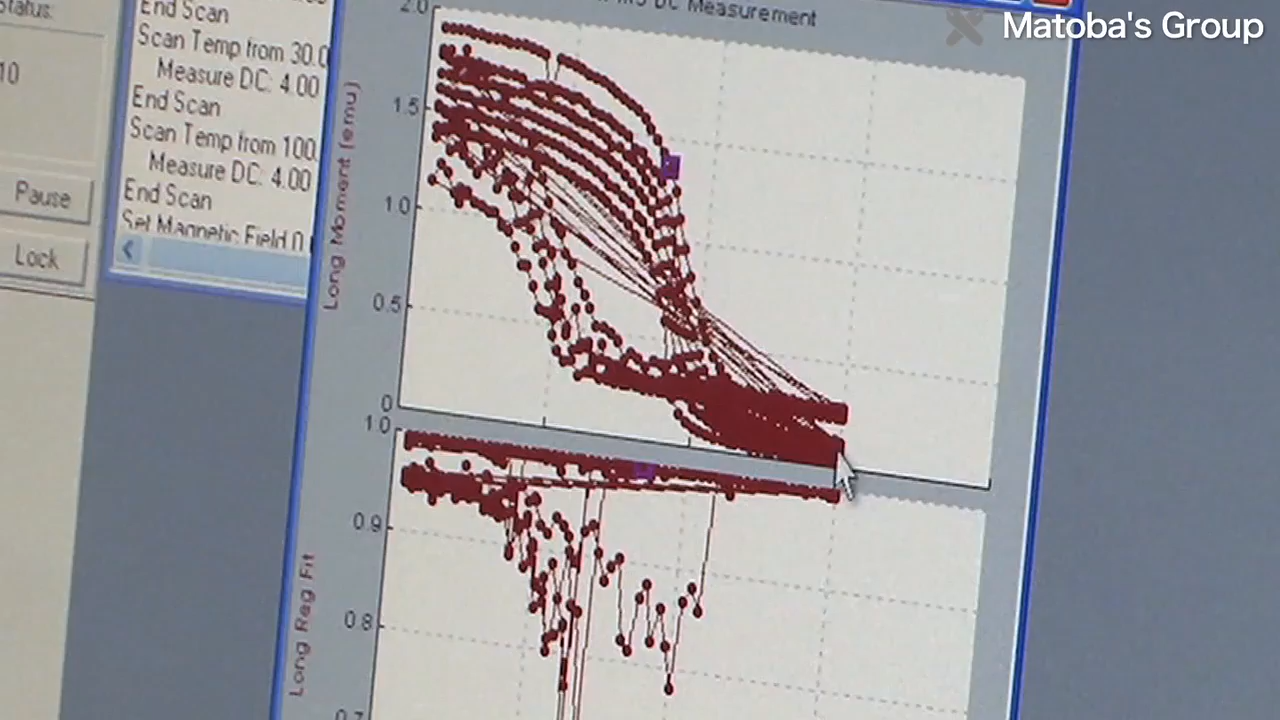 Status:
10
Pause
Lock
End Scan
Scan Temp from 30.0
Measure DC: 4.00
End Scan
Scan Temp from 100.
Measure DC: 4.00
End Scan
Set Magnetic Field 0
DC Measurement
Matoba's Group
2.0
1.5
1.0
0.5
0
Long Moment (emu)
1.0
0.9
0.8
0.7
Long Reg Fit